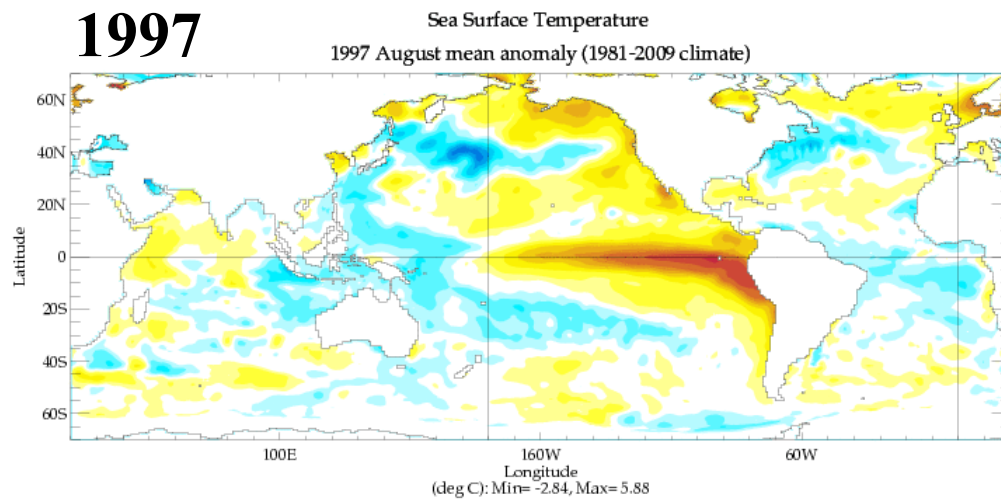 1997
Sea Surface Temperature
1997 August mean anomaly (1981-2009 climate)
60N
40N
20N
0
20S
40S
60S
Latitude
100E
160W
60W
Longitude
(deg C): Min= -2.84, Max= 5.88